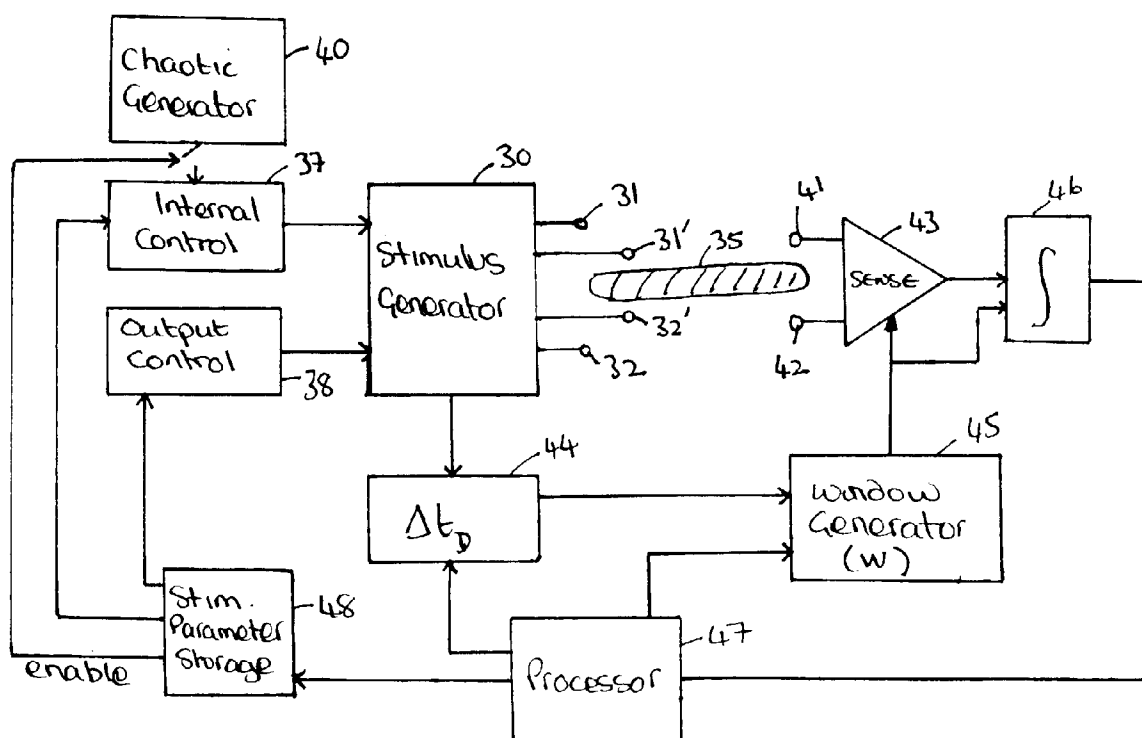 Chaotic
Generator
40
37
Internal
Control
30
Stimulus
Generator
31
31'
35
32'
32
41
42
43
SENSE
46
∫
Output
Control
38
44
Δt_D
45
Window
Generator
(W)
Stim.
Parameter
Storage
48
enable
47
Processor